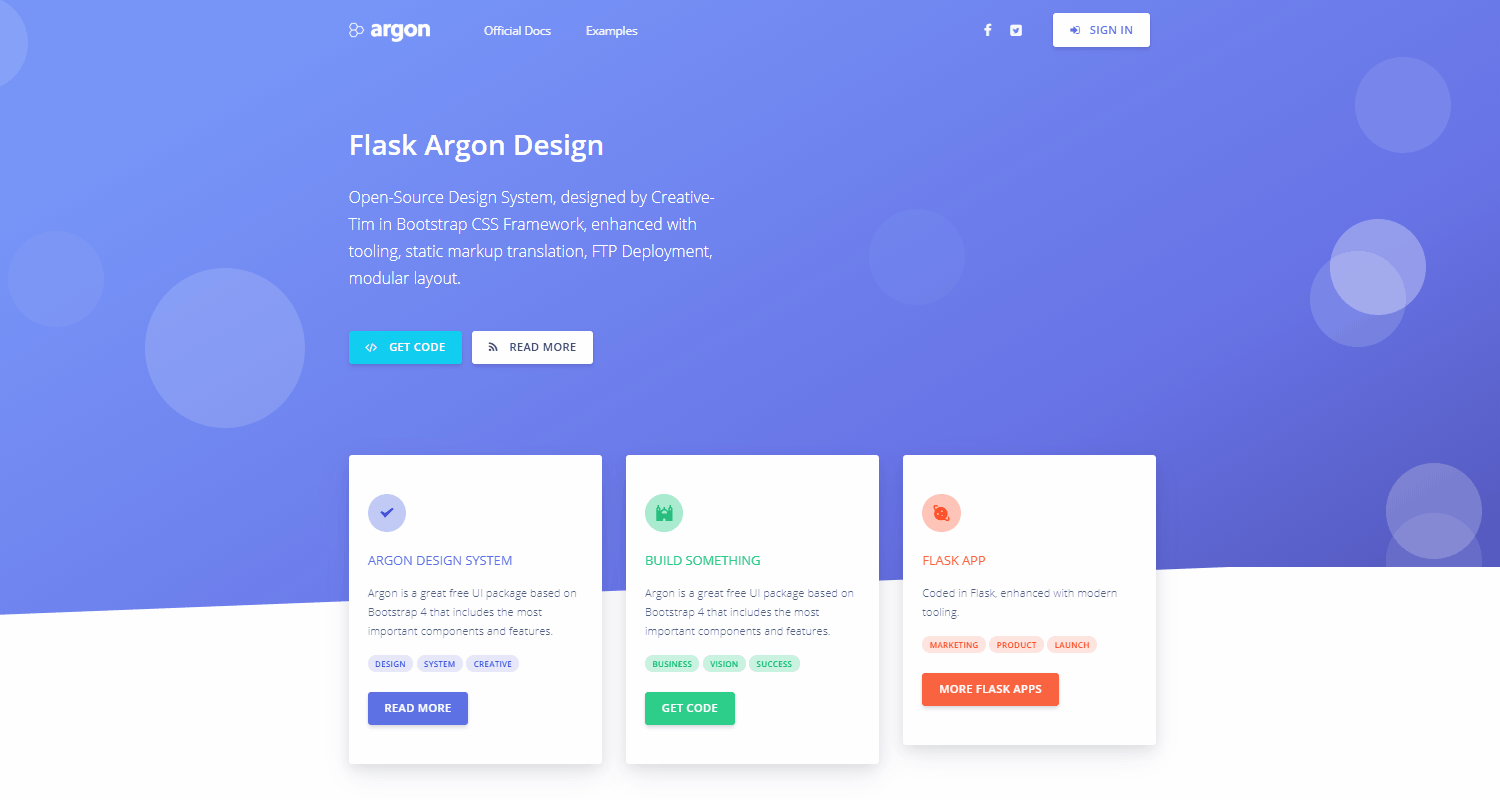 argon
Official Docs
Examples
SIGN IN
Flask Argon Design
Open-Source Design System, designed by Creative-
Tim in Bootstrap CSS Framework, enhanced with
tooling, static markup translation, FTP Deployment,
modular layout.
GET CODE
READ MORE
ARGON DESIGN SYSTEM
Argon is a great free UI package based on
Bootstrap 4 that includes the most
important components and features.
DESIGN SYSTEM CREATIVE
READ MORE
BUILD SOMETHING
Argon is a great free UI package based on
Bootstrap 4 that includes the most
important components and features.
BUSINESS VISION SUCCESS
GET CODE
FLASK APP
Coded in Flask, enhanced with modern
tooling.
MARKETING PRODUCT LAUNCH
MORE FLASK APPS